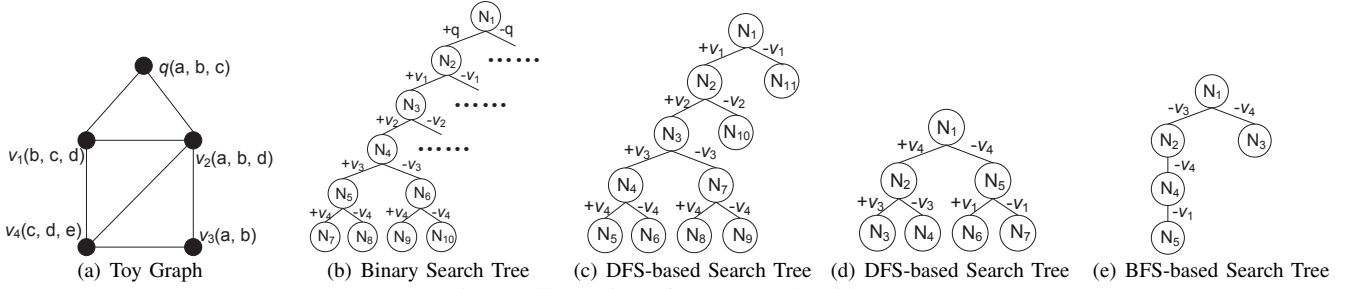 q(a, b, c)
v1(b, c, d)
v2(a, b, d)
v4(c, d, e)
v3(a, b)
(a) Toy Graph
N1
+q -q
N2 ......
+v1 -v1
N3 ......
+v2 -v2
N4 ......
+v3 -v3
N5 N6
+v4 -v4 +v4 -v4
N7 N8 N9 N10
(b) Binary Search Tree
N1
+v1 -v1
N2 N11
+v2 -v2
N3 N10
+v3 -v3
N4 N7
+v4 -v4 +v4 -v4
N5 N6 N8 N9
(c) DFS-based Search Tree
N1
+v4 -v4
N2 N5
+v3 -v3 +v1 -v1
N3 N4 N6 N7
(d) DFS-based Search Tree
N1
-v3 -v4
N2 N3
-v4
N4
-v1
N5
(e) BFS-based Search Tree